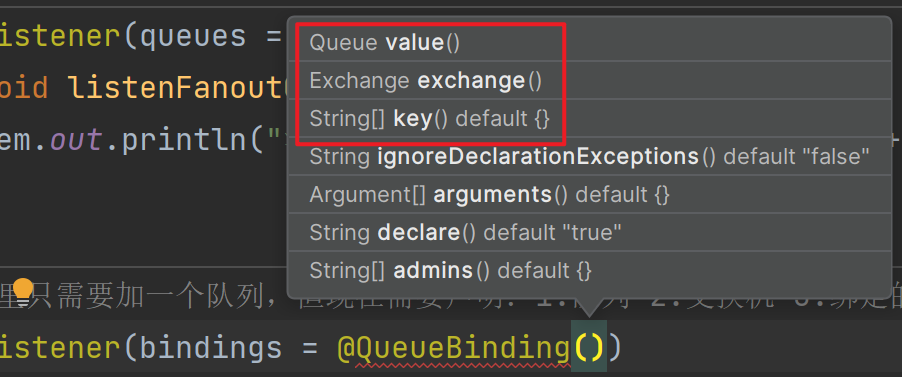 istener(queues =
Queue value()
Exchange exchange()
oid listenFanout
String[] key() default {}
em.out.println("
String ignoreDeclarationExceptions() default "false"
Argument[] arguments() default {}
String declare() default "true"
String[] admins() default {}
里只需要加一个队列，
istener(bindings = @QueueBinding())